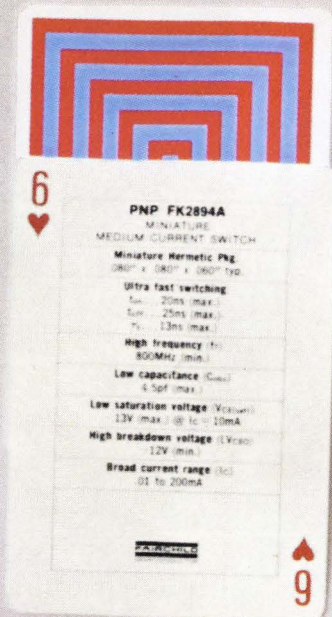 6
PNP FK2894A
MINIATURE
MEDIUM CURRENT SWITCH
Miniature Hermetic Pkg
.080" x .080" x .060" typ.
Ultra fast switching
20ns (max.)
25ns (max.)
13ns (max.)
High frequency
800MHz (min.)
Low capacitance
4.5pf (max.)
Low saturation voltage
13V (max.) @ Ic = 10mA
High breakdown voltage
12V (min.)
Broad current range (Ic)
.01 to 200mA
FAIRCHILD
6